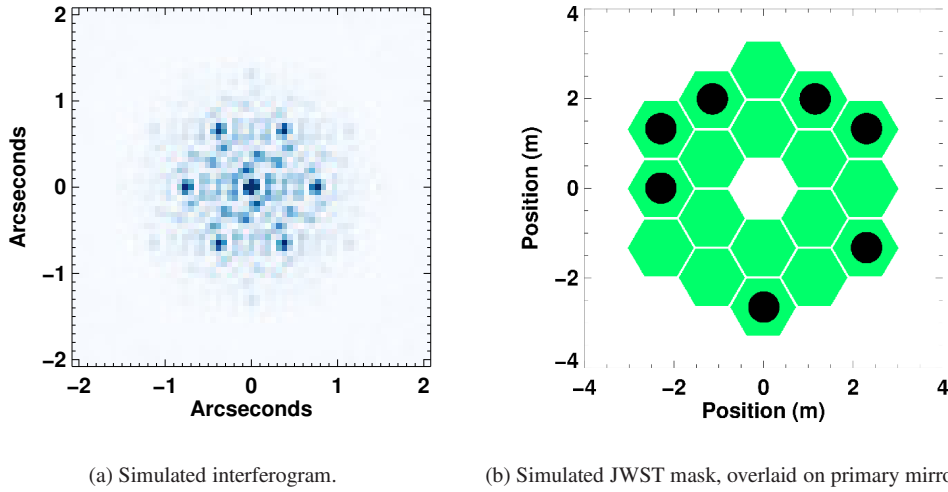 2
1
0
−1
−2
Arcseconds
−2 −1 0 1 2
Arcseconds
4
2
0
−2
−4
Position (m)
−4 −2 0 2 4
Position (m)
(a) Simulated interferogram.
(b) Simulated JWST mask, overlaid on primary mirro